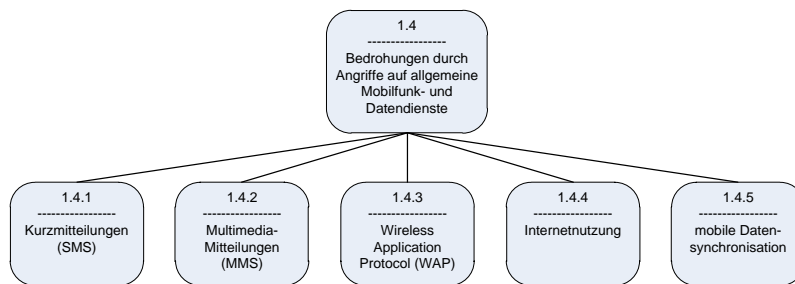 1.4
-----------------
Bedrohungen durch
Angriffe auf allgemeine
Mobilfunk- und
Datendienste
1.4.1
-----------------
Kurzmitteilungen
(SMS)
1.4.2
-----------------
Multimedia-
Mitteilungen
(MMS)
1.4.3
-----------------
Wireless
Application
Protocol (WAP)
1.4.4
-----------------
Internetnutzung
1.4.5
-----------------
mobile Daten-
synchronisation